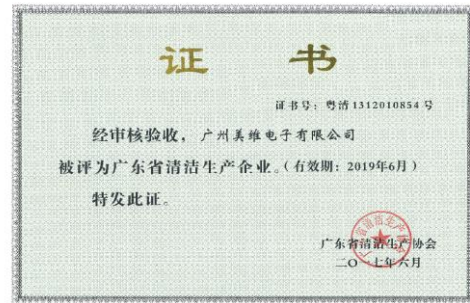 证 书
证书号：粤清1312010854号
经审核验收，广州美维电子有限公司
被评为广东省清洁生产企业。(有效期：2019年6月)
特发此证。
广东省清洁生产协会
二〇一七年六月